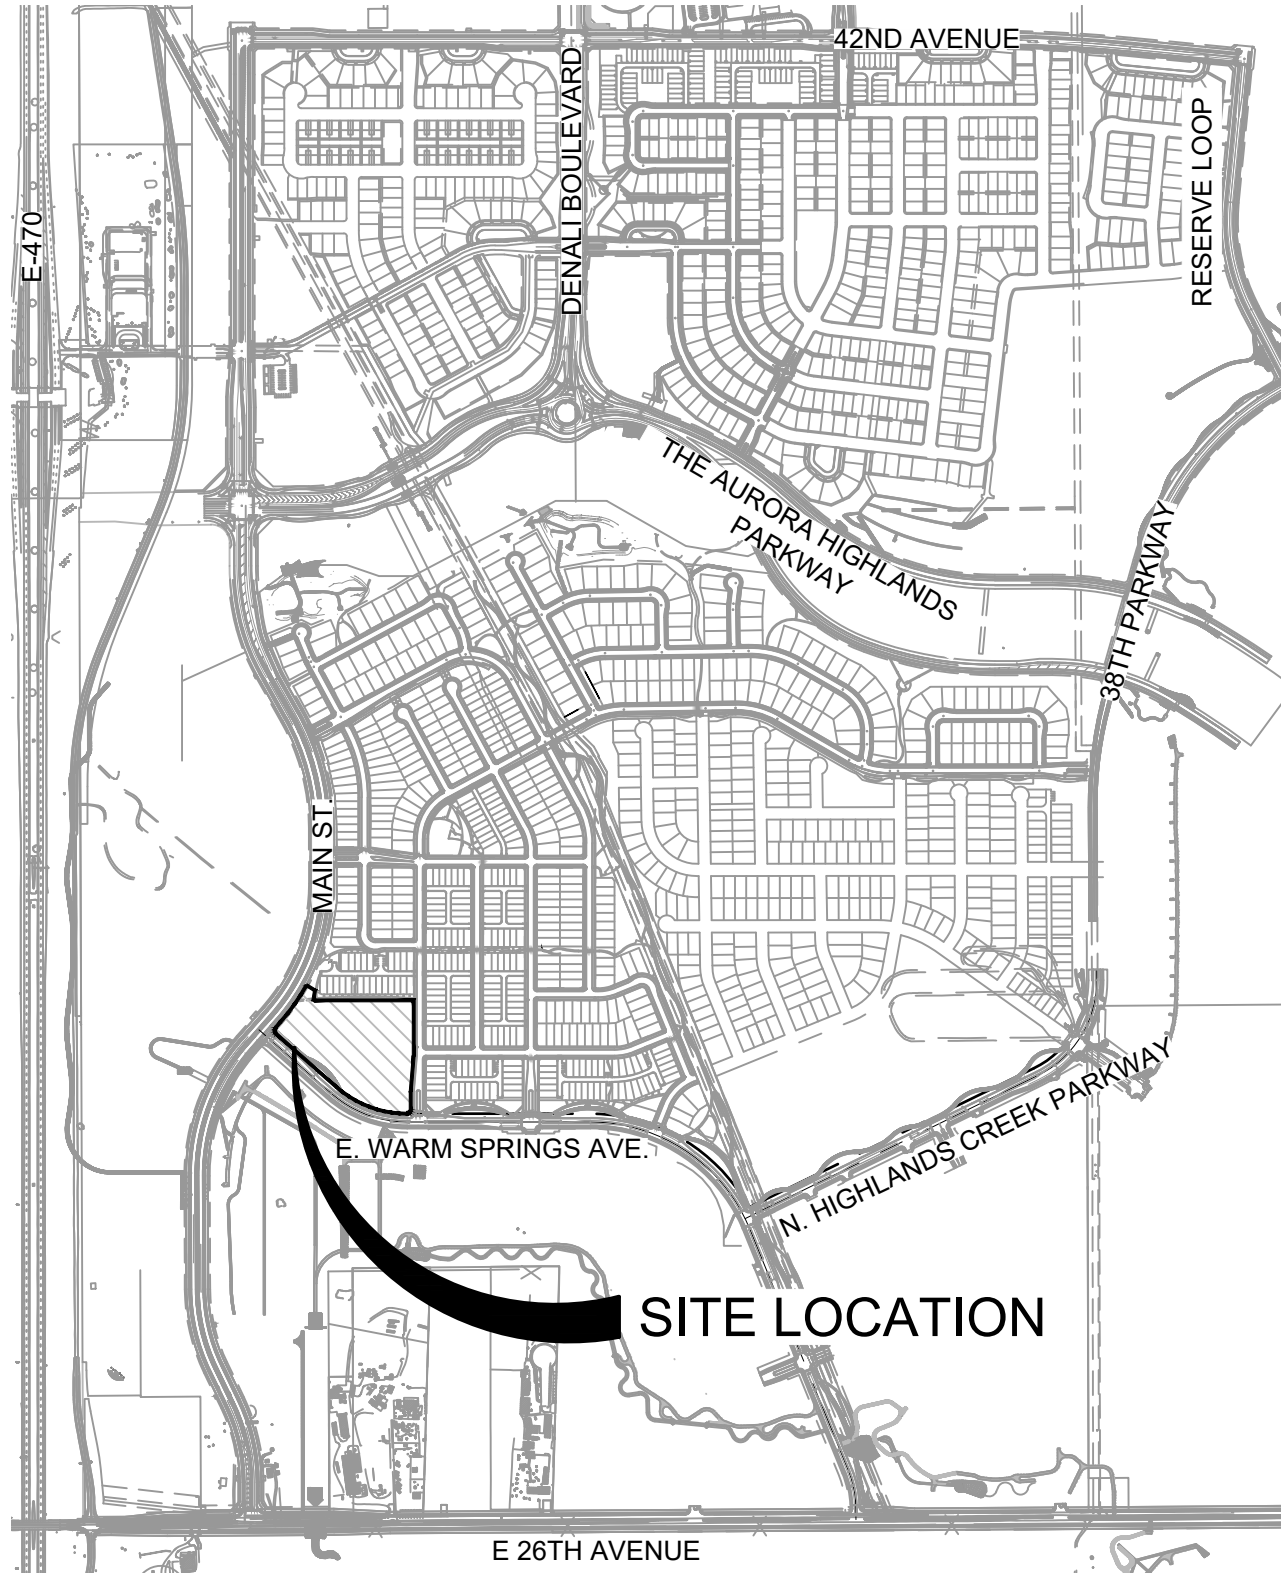 42ND AVENUE
DENALI BOULEVARD
RESERVE LOOP
E-470
THE AURORA HIGHLANDS
PARKWAY
38TH PARKWAY
MAIN ST.
E. WARM SPRINGS AVE.
N. HIGHLANDS CREEK PARKWAY
SITE LOCATION
E 26TH AVENUE